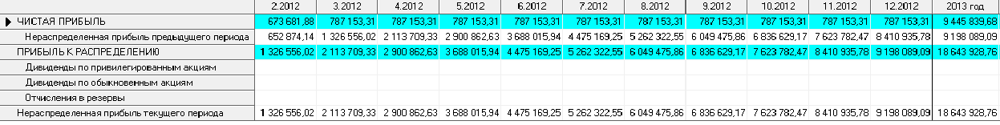 2.2012 3.2012 4.2012 5.2012 6.2012 7.2012 8.2012 9.2012 10.2012 11.2012 12.2012 2013 год
ЧИСТАЯ ПРИБЫЛЬ 673 681,88 787 153,31 787 153,31 787 153,31 787 153,31 787 153,31 787 153,31 787 153,31 787 153,31 787 153,31 787 153,31 9 445 839,68
Нераспределенная прибыль предыдущего периода 652 874,14 1 326 556,02 2 113 709,33 2 900 862,63 3 688 015,94 4 475 169,25 5 262 322,55 6 049 475,86 6 836 629,17 7 623 782,47 8 410 935,78 9 198 089,09
ПРИБЫЛЬ К РАСПРЕДЕЛЕНИЮ 1 326 556,02 2 113 709,33 2 900 862,63 3 688 015,94 4 475 169,25 5 262 322,55 6 049 475,86 6 836 629,17 7 623 782,47 8 410 935,78 9 198 089,09 18 643 928,76
Дивиденды по привилегированным акциям
Дивиденды по обыкновенным акциям
Отчисления в резервы
Нераспределенная прибыль текущего периода 1 326 556,02 2 113 709,33 2 900 862,63 3 688 015,94 4 475 169,25 5 262 322,55 6 049 475,86 6 836 629,17 7 623 782,47 8 410 935,78 9 198 089,09 18 643 928,76